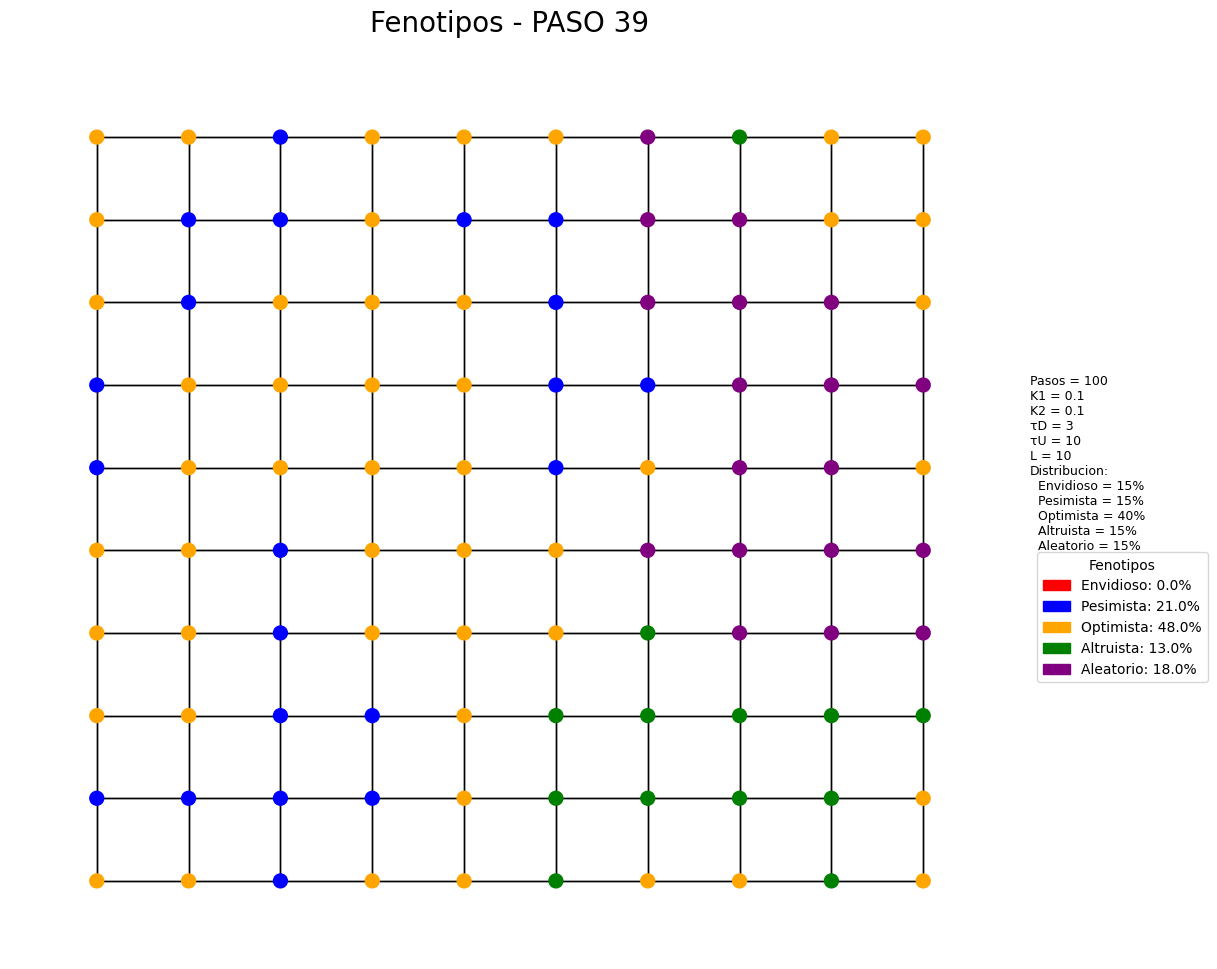 Fenotipos - PASO 39
Pasos = 100
K1 = 0.1
K2 = 0.1
τD = 3
τU = 10
L = 10
Distribucion:
Envidioso = 15%
Pesimista = 15%
Optimista = 40%
Altruista = 15%
Aleatorio = 15%
Fenotipos
Envidioso: 0.0%
Pesimista: 21.0%
Optimista: 48.0%
Altruista: 13.0%
Aleatorio: 18.0%